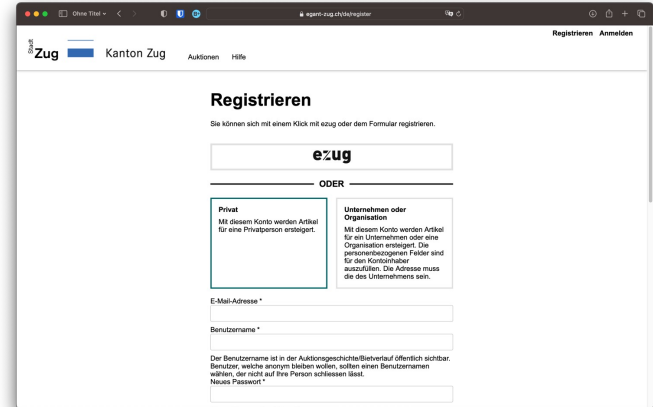 Ohne Titel
egant-zug.ch/de/register
Registrieren Anmelden
Stadt
Zug
Kanton Zug
Auktionen Hilfe
Registrieren
Sie können sich mit einem Klick mit ezug oder dem Formular registrieren.
ezug
ODER
Privat
Mit diesem Konto werden Artikel
für eine Privatperson ersteigert.
Unternehmen oder
Organisation
Mit diesem Konto werden Artikel
für ein Unternehmen oder eine
Organisation ersteigert. Die
personenbezogenen Felder sind
für den Kontoinhaber
auszufüllen. Die Adresse muss
die des Unternehmens sein.
E-Mail-Adresse *
Benutzername *
Der Benutzername ist in der Auktionsgeschichte/Bietverlauf öffentlich sichtbar.
Benutzer, welche anonym bleiben wollen, sollten einen Benutzernamen
wählen, der nicht auf Ihre Person schliessen lässt.
Neues Passwort *